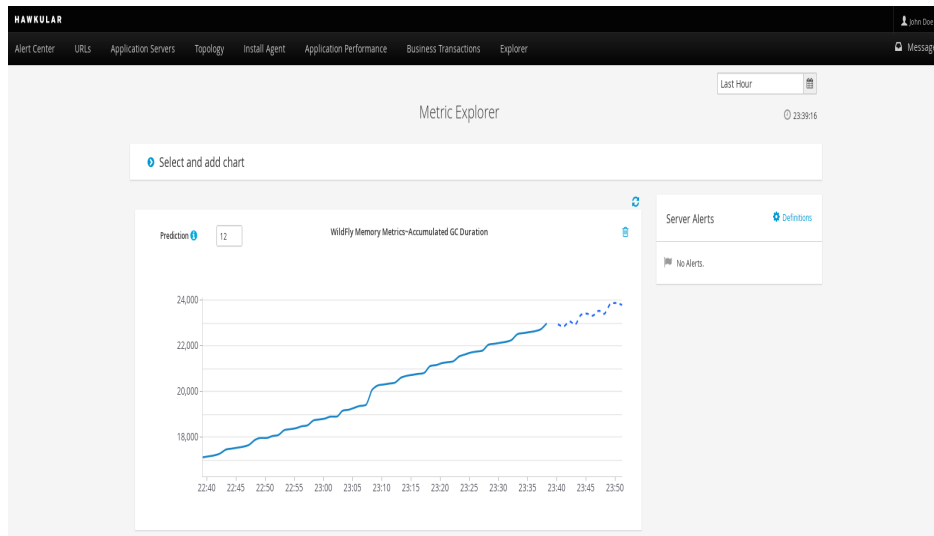 HAWKULAR
John Doe
Alert Center URLs Application Servers Topology Install Agent Application Performance Business Transactions Explorer
Last Hour
Metric Explorer
23:39:16
Select and add chart
Server Alerts Definitions
Prediction 12 WildFly Memory Metrics~Accumulated GC Duration
No Alerts.
24,000
22,000
20,000
18,000
22:40 22:45 22:50 22:55 23:00 23:05 23:10 23:15 23:20 23:25 23:30 23:35 23:40 23:45 23:50